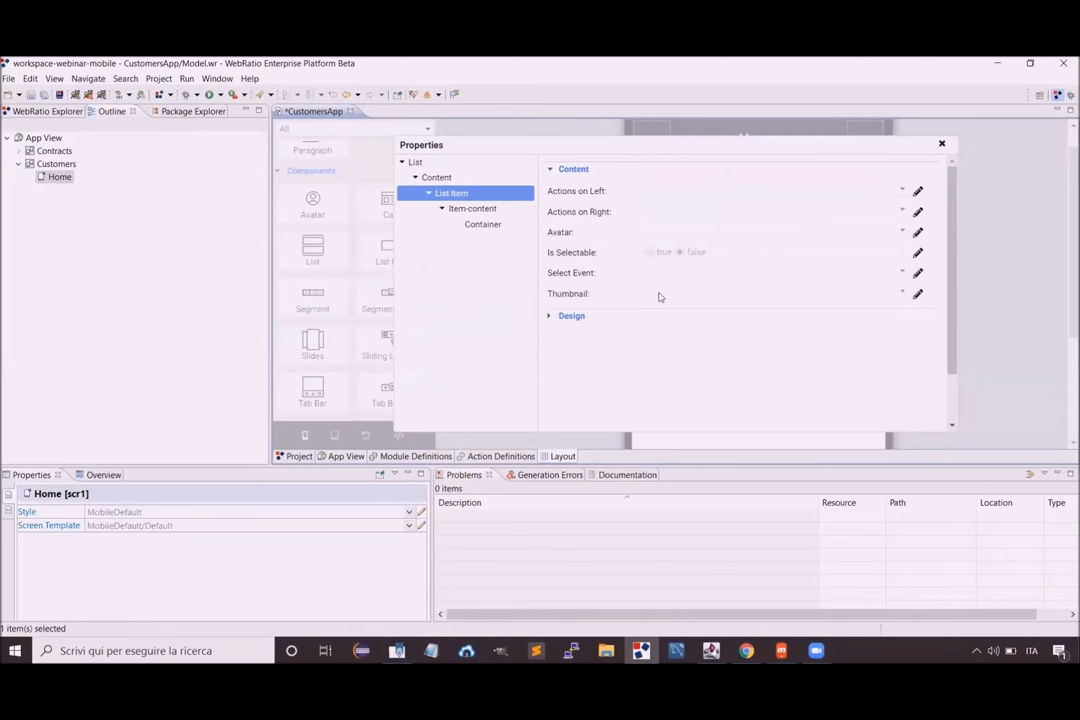 workspace-webinar-mobile - CustomersApp/Model.wr - WebRatio Enterprise Platform Beta
File Edit View Navigate Search Project Run Window Help
WebRatio Explorer Outline Package Explorer
*CustomersApp
App View
Contracts
Customers
Home
All
Paragraph
Components
Avatar
List
Segment
Slides
Tab Bar
Properties
List
Content
List Item
Item-content
Container
Content
Actions on Left:
Actions on Right:
Avatar:
Is Selectable: true false
Select Event:
Thumbnail:
Design
Project App View Module Definitions Action Definitions Layout
Properties Overview
Home [scr1]
Style MobileDefault
Screen Template MobileDefault/Default
Problems Generation Errors Documentation
0 items
Description Resource Path Location Type
1 item(s) selected
Scrivi qui per eseguire la ricerca
ITA
1